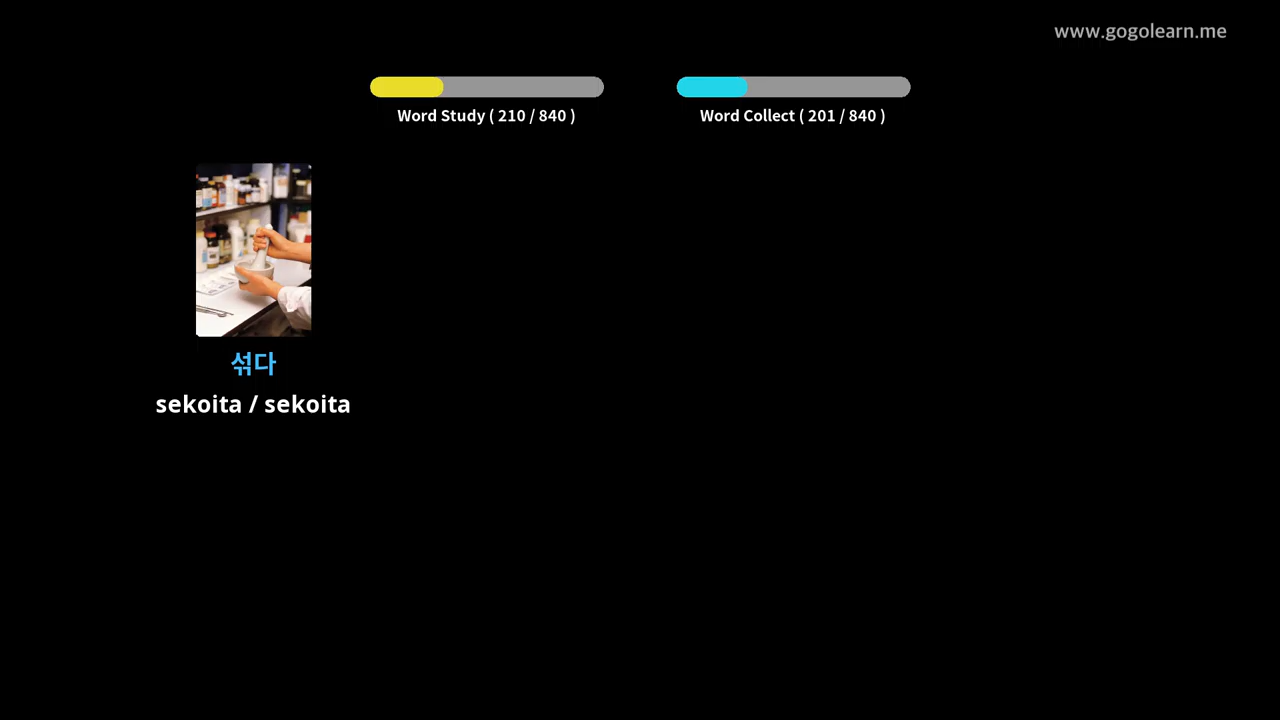 www.gogolearn.me
Word Study ( 210 / 840 )
Word Collect ( 201 / 840 )
섞다
sekoita / sekoita